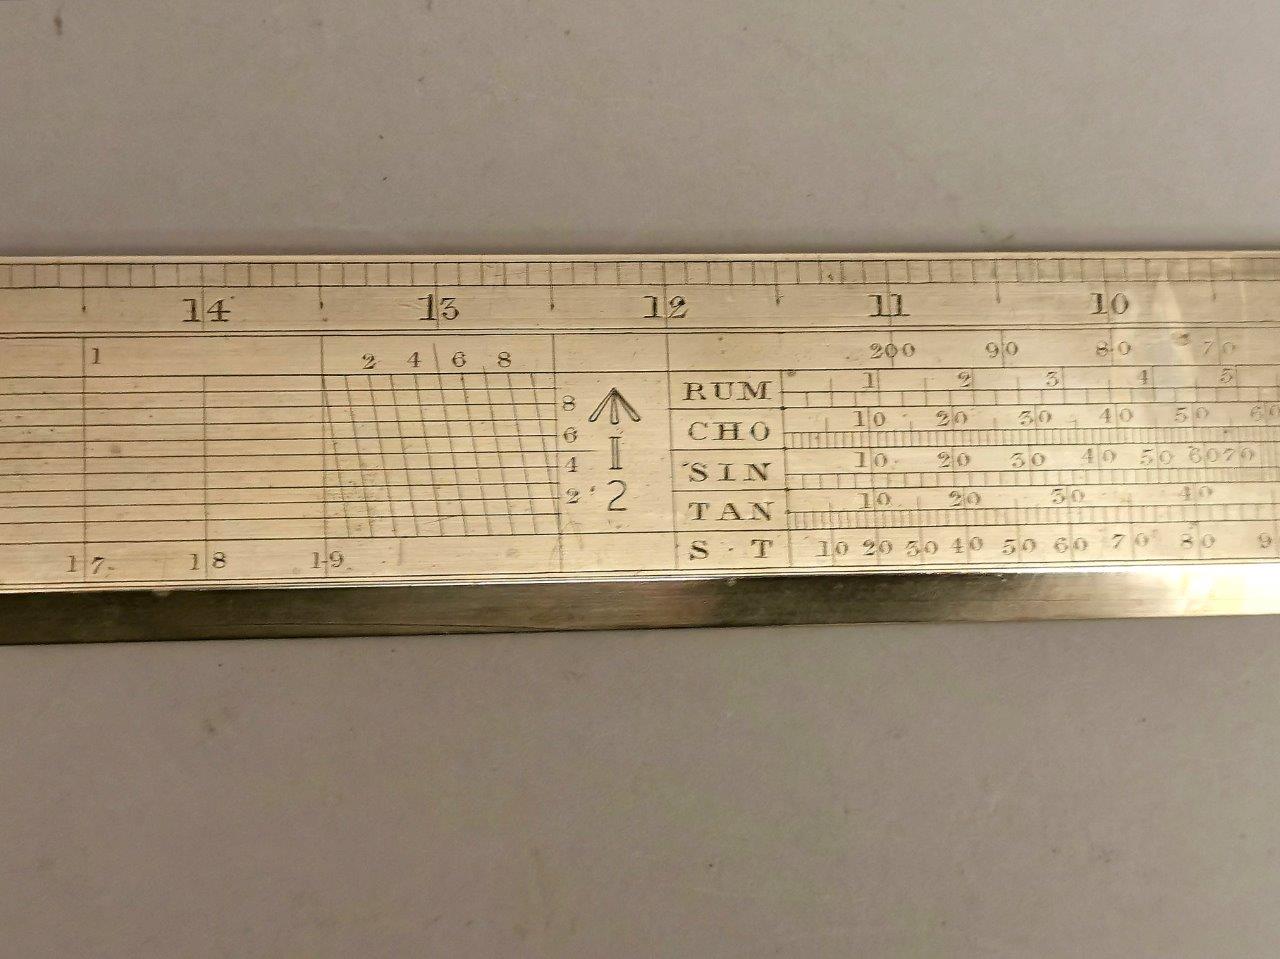 14 13 12 11 10
1 2 4 6 8 200 90 80 70
RUM 1 2 3 4 5
8 CHO 10 20 30 40 50 60
6 SIN 10 20 30 40 50 60 70
4 I TAN 10 20 30 40
2 2
17 18 19 S · T 10 20 30 40 50 60 70 80 9